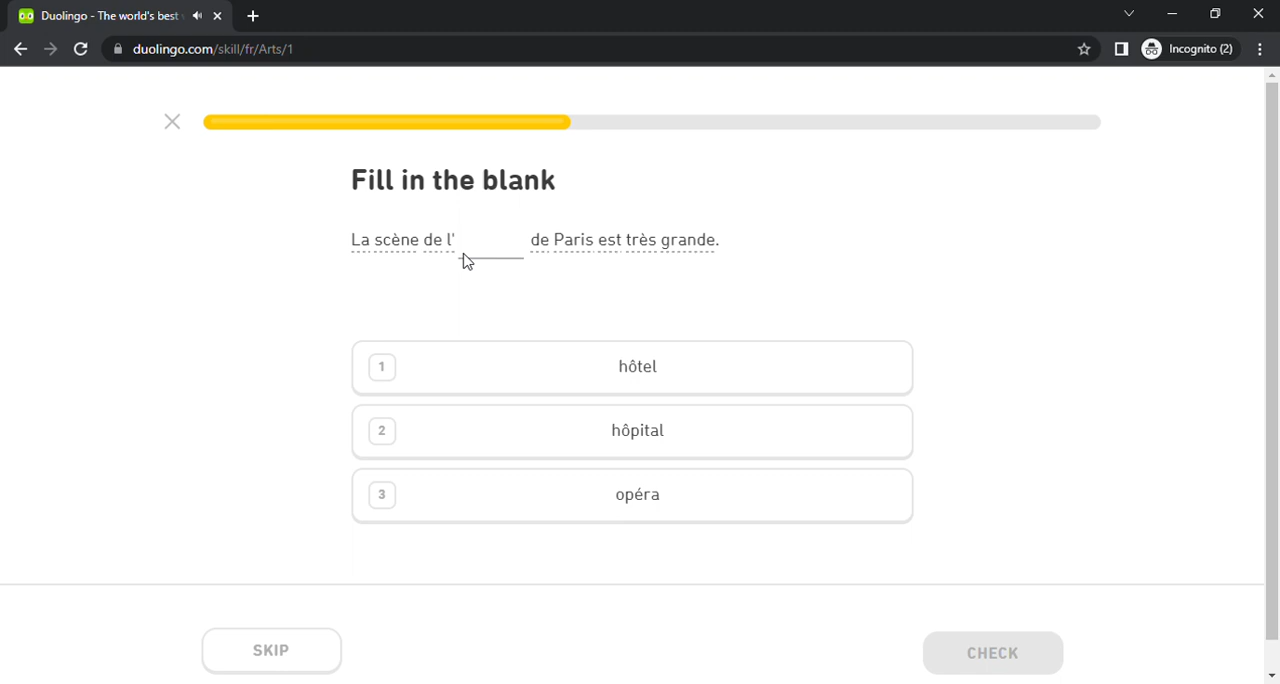 Duolingo - The world's best
duolingo.com/skill/fr/Arts/1
Incognito (2)
Fill in the blank
La scène de l' de Paris est très grande.
1 hôtel
2 hôpital
3 opéra
SKIP
CHECK